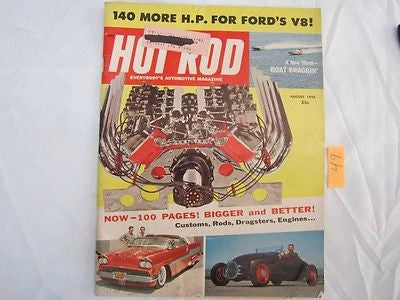 140 MORE H.P. FOR FORD'S V8!
HOT ROD
EVERYBODY'S AUTOMOTIVE MAGAZINE
A New Thrill—
BOAT DRAGGIN'
AUGUST 1958
35c
49
NOW—100 PAGES! BIGGER and BETTER!
Customs, Rods, Dragsters, Engines...